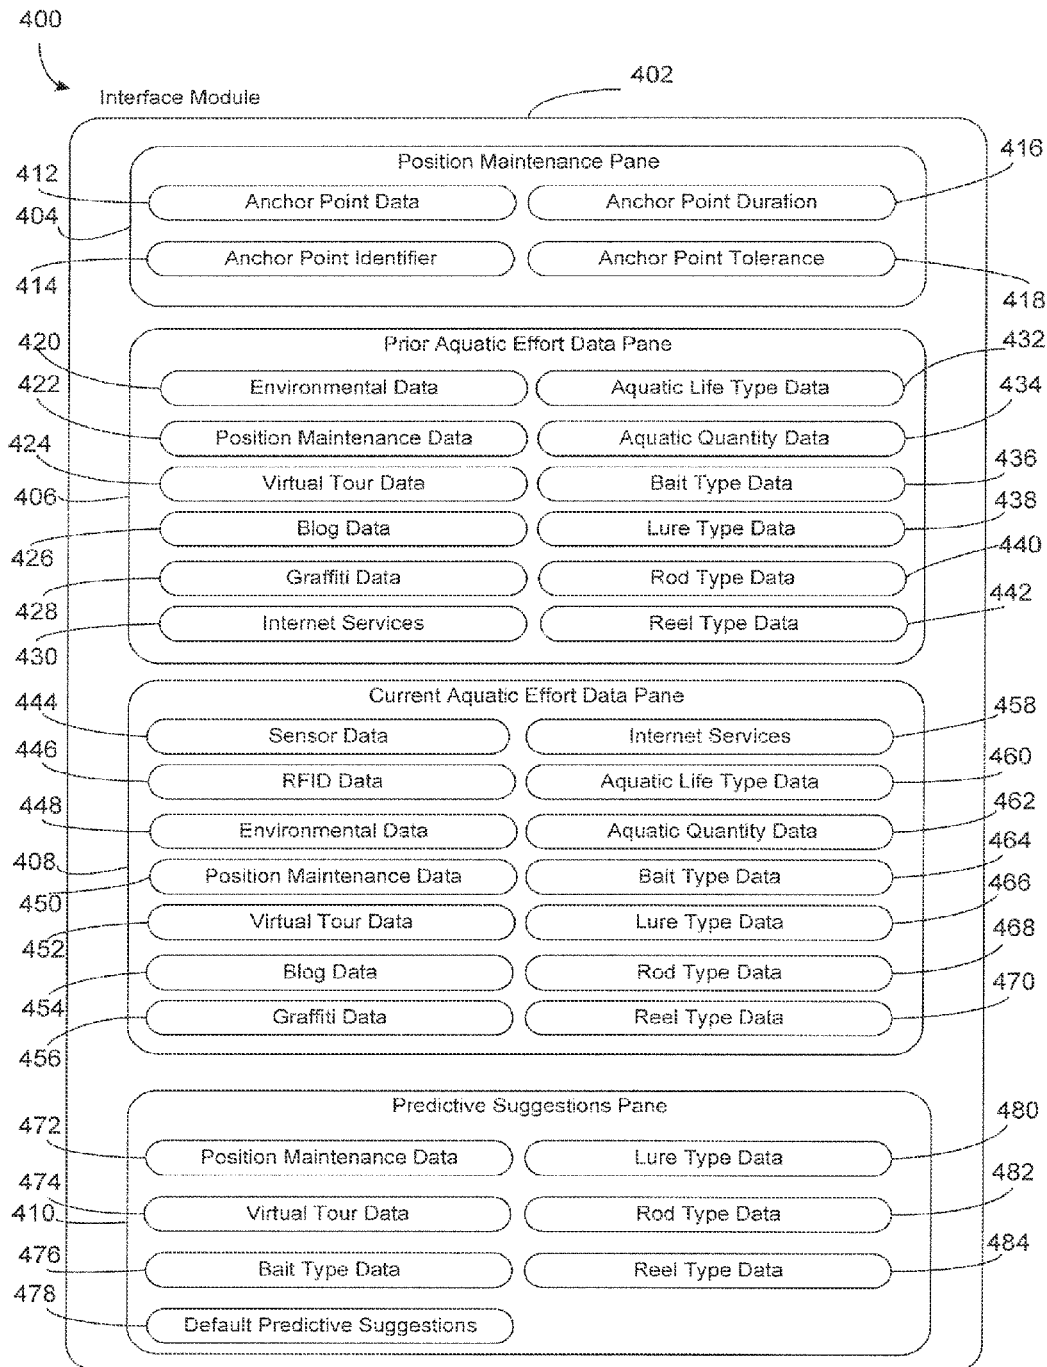 400
402
Interface Module
Position Maintenance Pane
416
412
Anchor Point Data
Anchor Point Duration
404
Anchor Point Identifier
Anchor Point Tolerance
414
418
420
Prior Aquatic Effort Data Pane
432
Environmental Data
Aquatic Life Type Data
422
434
Position Maintenance Data
Aquatic Quantity Data
424
436
Virtual Tour Data
Bait Type Data
406
438
Blog Data
Lure Type Data
426
440
Graffiti Data
Rod Type Data
428
442
Internet Services
Reel Type Data
430
Current Aquatic Effort Data Pane
444
458
Sensor Data
Internet Services
446
460
RFID Data
Aquatic Life Type Data
448
462
Environmental Data
Aquatic Quantity Data
408
464
Position Maintenance Data
Bait Type Data
450
466
Virtual Tour Data
Lure Type Data
452
468
Blog Data
Rod Type Data
454
470
Graffiti Data
Reel Type Data
456
Predictive Suggestions Pane
472
480
Position Maintenance Data
Lure Type Data
474
482
410
Virtual Tour Data
Rod Type Data
476
484
Bait Type Data
Reel Type Data
478
Default Predictive Suggestions